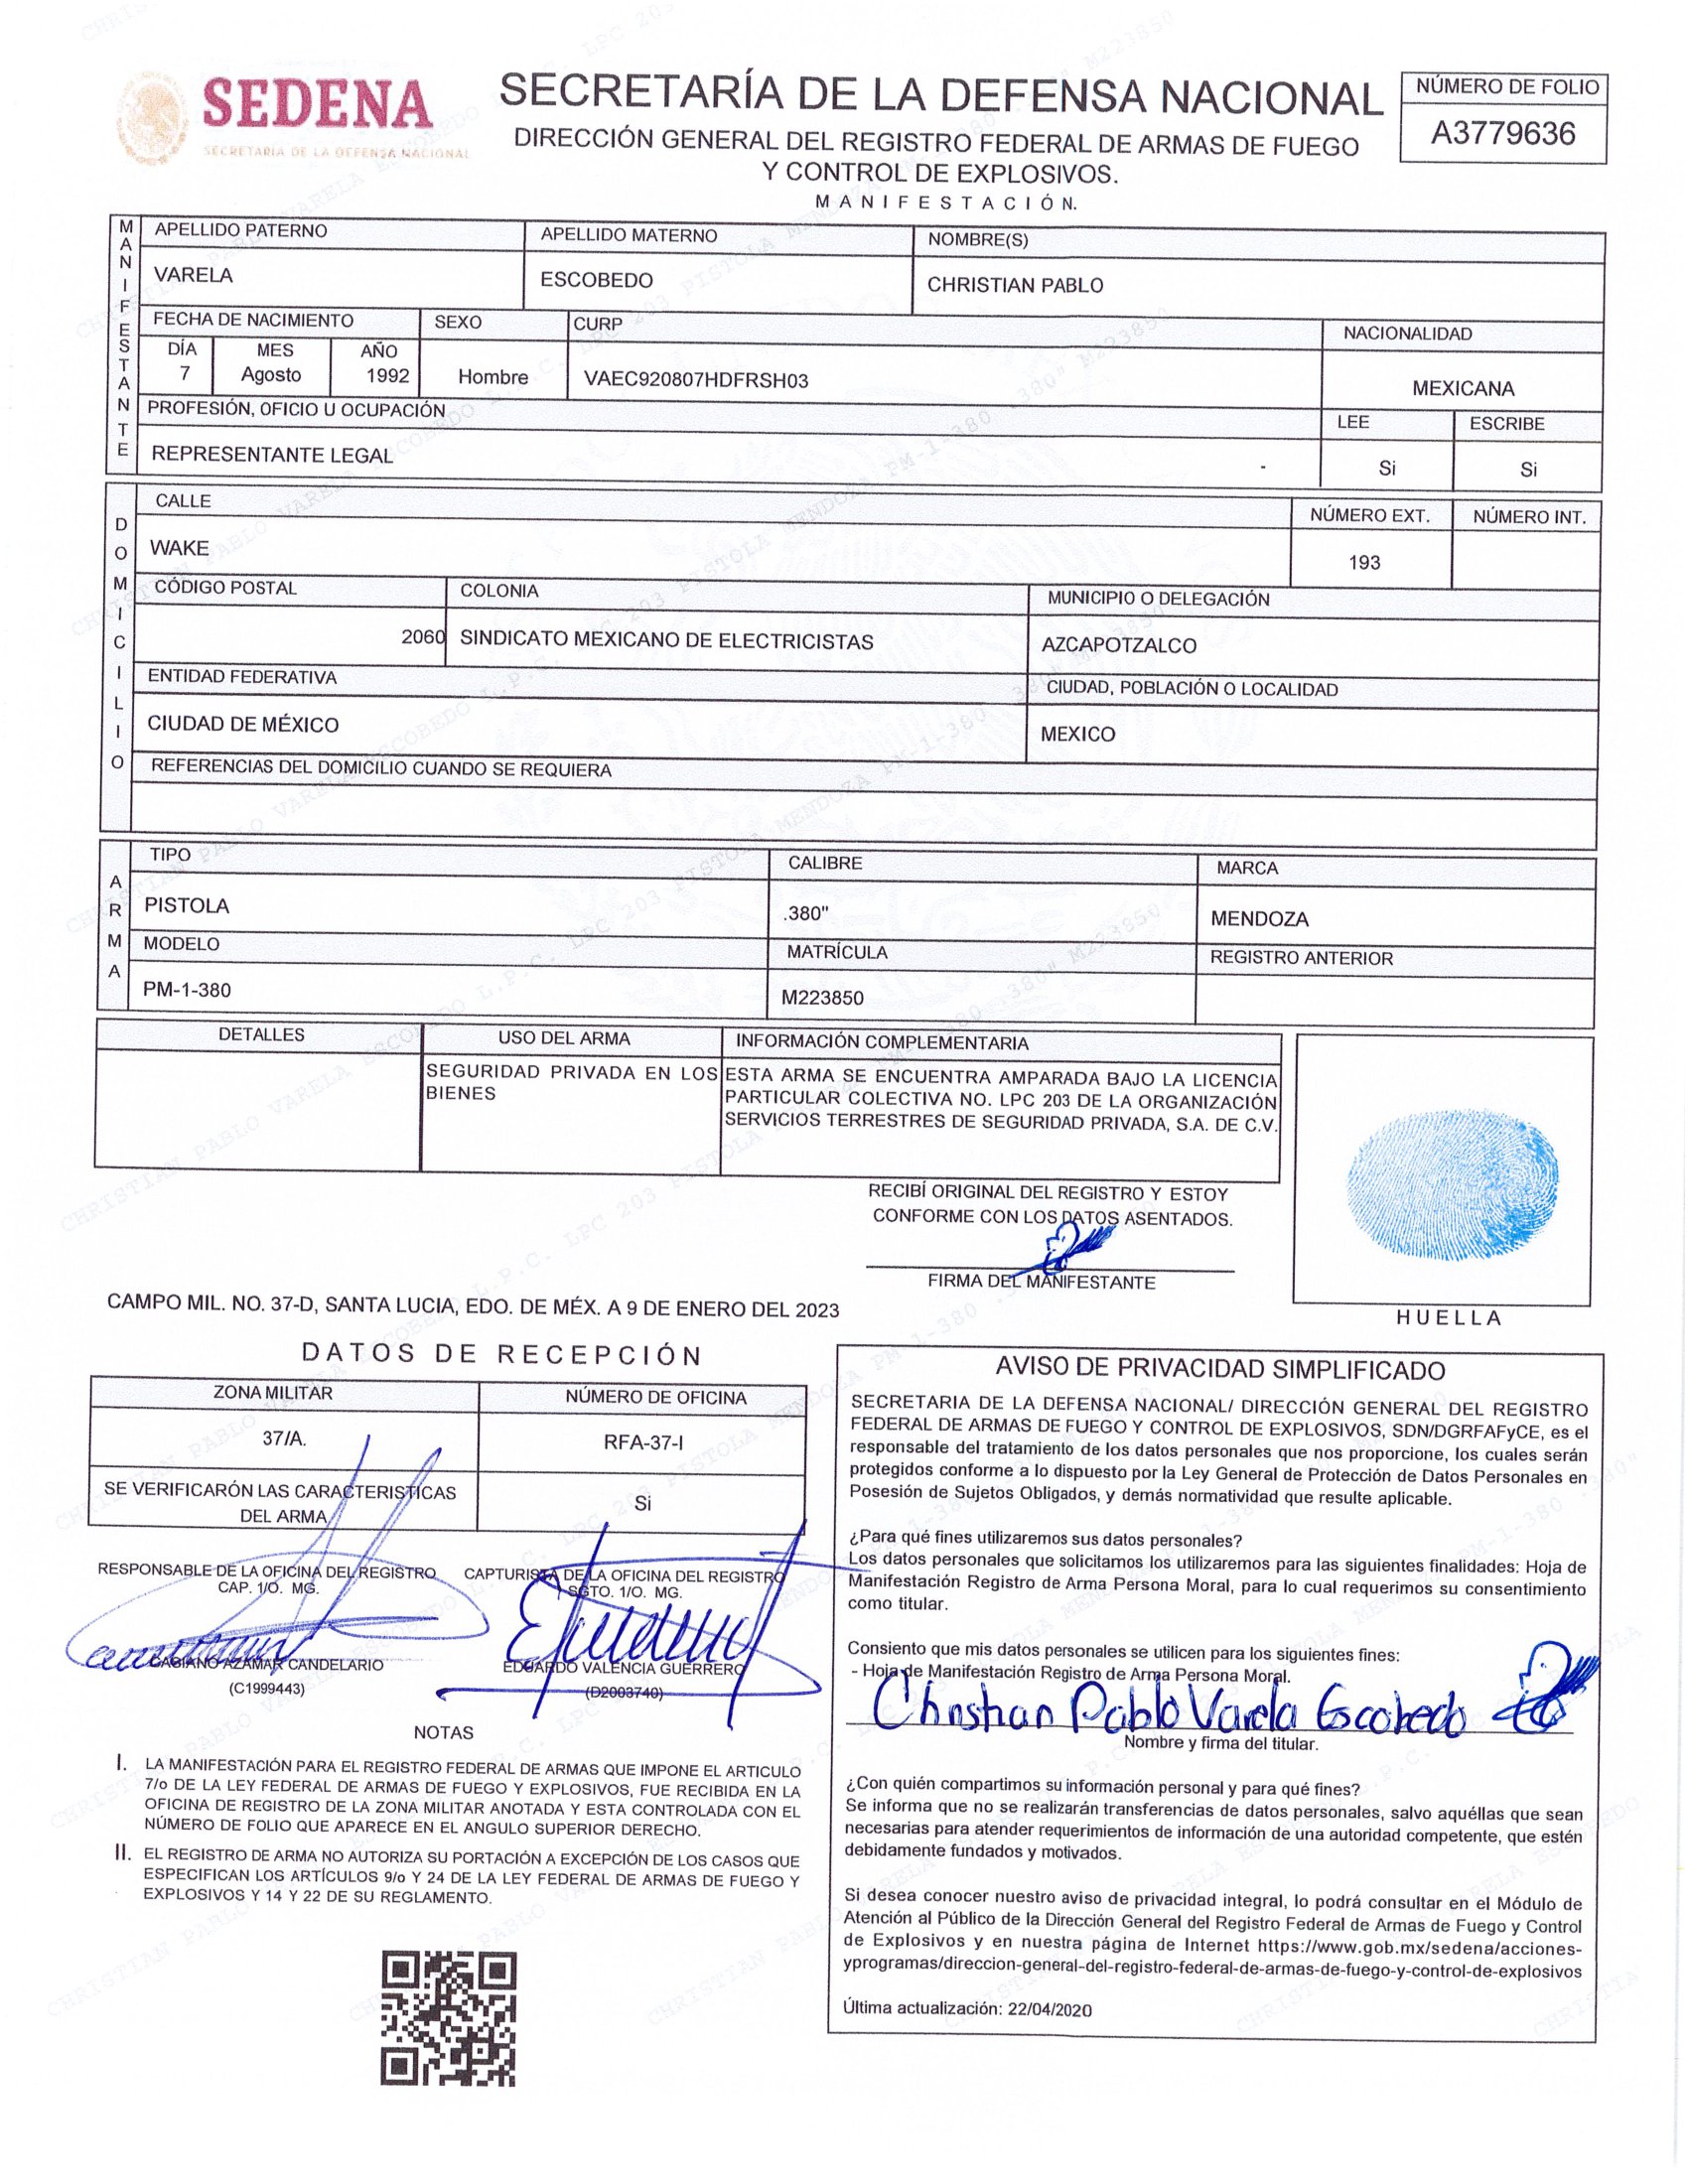 SEDENA
SECRETARÍA DE LA DEFENSA NACIONAL
SECRETARÍA DE LA DEFENSA NACIONAL
DIRECCIÓN GENERAL DEL REGISTRO FEDERAL DE ARMAS DE FUEGO
Y CONTROL DE EXPLOSIVOS.
MANIFESTACIÓN.
NÚMERO DE FOLIO
A3779636
MANIFESTANTE
APELLIDO PATERNO APELLIDO MATERNO NOMBRE(S)
VARELA ESCOBEDO CHRISTIAN PABLO
FECHA DE NACIMIENTO SEXO CURP NACIONALIDAD
DÍA MES AÑO
7 Agosto 1992 Hombre VAEC920807HDFRSH03 MEXICANA
PROFESIÓN, OFICIO U OCUPACIÓN LEE ESCRIBE
REPRESENTANTE LEGAL - Si Si
DOMICILIO
CALLE NÚMERO EXT. NÚMERO INT.
WAKE 193
CÓDIGO POSTAL COLONIA MUNICIPIO O DELEGACIÓN
2060 SINDICATO MEXICANO DE ELECTRICISTAS AZCAPOTZALCO
ENTIDAD FEDERATIVA CIUDAD, POBLACIÓN O LOCALIDAD
CIUDAD DE MÉXICO MEXICO
REFERENCIAS DEL DOMICILIO CUANDO SE REQUIERA
ARMA
TIPO CALIBRE MARCA
PISTOLA .380" MENDOZA
MODELO MATRÍCULA REGISTRO ANTERIOR
PM-1-380 M223850
DETALLES USO DEL ARMA INFORMACIÓN COMPLEMENTARIA
SEGURIDAD PRIVADA EN LOS
BIENES
ESTA ARMA SE ENCUENTRA AMPARADA BAJO LA LICENCIA
PARTICULAR COLECTIVA NO. LPC 203 DE LA ORGANIZACIÓN
SERVICIOS TERRESTRES DE SEGURIDAD PRIVADA, S.A. DE C.V.
RECIBÍ ORIGINAL DEL REGISTRO Y ESTOY
CONFORME CON LOS DATOS ASENTADOS.
FIRMA DEL MANIFESTANTE
HUELLA
CAMPO MIL. NO. 37-D, SANTA LUCIA, EDO. DE MÉX. A 9 DE ENERO DEL 2023
DATOS DE RECEPCIÓN
ZONA MILITAR NÚMERO DE OFICINA
37/A. RFA-37-I
SE VERIFICARÓN LAS CARACTERISTICAS
DEL ARMA
Si
RESPONSABLE DE LA OFICINA DEL REGISTRO
CAP. 1/O. MG.
CAGIANO AZAMAR CANDELARIO
(C1999443)
CAPTURISTA DE LA OFICINA DEL REGISTRO
SGTO. 1/O. MG.
EDUARDO VALENCIA GUERRERO
(D2003740)
NOTAS
I. LA MANIFESTACIÓN PARA EL REGISTRO FEDERAL DE ARMAS QUE IMPONE EL ARTICULO
7/o DE LA LEY FEDERAL DE ARMAS DE FUEGO Y EXPLOSIVOS, FUE RECIBIDA EN LA
OFICINA DE REGISTRO DE LA ZONA MILITAR ANOTADA Y ESTA CONTROLADA CON EL
NÚMERO DE FOLIO QUE APARECE EN EL ANGULO SUPERIOR DERECHO.
II. EL REGISTRO DE ARMA NO AUTORIZA SU PORTACIÓN A EXCEPCIÓN DE LOS CASOS QUE
ESPECIFICAN LOS ARTÍCULOS 9/o Y 24 DE LA LEY FEDERAL DE ARMAS DE FUEGO Y
EXPLOSIVOS Y 14 Y 22 DE SU REGLAMENTO.
AVISO DE PRIVACIDAD SIMPLIFICADO
SECRETARIA DE LA DEFENSA NACIONAL/ DIRECCIÓN GENERAL DEL REGISTRO
FEDERAL DE ARMAS DE FUEGO Y CONTROL DE EXPLOSIVOS, SDN/DGRFAFyCE, es el
responsable del tratamiento de los datos personales que nos proporcione, los cuales serán
protegidos conforme a lo dispuesto por la Ley General de Protección de Datos Personales en
Posesión de Sujetos Obligados, y demás normatividad que resulte aplicable.
¿Para qué fines utilizaremos sus datos personales?
Los datos personales que solicitamos los utilizaremos para las siguientes finalidades: Hoja de
Manifestación Registro de Arma Persona Moral, para lo cual requerimos su consentimiento
como titular.
Consiento que mis datos personales se utilicen para los siguientes fines:
- Hoja de Manifestación Registro de Arma Persona Moral.
Christian Pablo Varela Escobedo
Nombre y firma del titular.
¿Con quién compartimos su información personal y para qué fines?
Se informa que no se realizarán transferencias de datos personales, salvo aquéllas que sean
necesarias para atender requerimientos de información de una autoridad competente, que estén
debidamente fundados y motivados.
Si desea conocer nuestro aviso de privacidad integral, lo podrá consultar en el Módulo de
Atención al Público de la Dirección General del Registro Federal de Armas de Fuego y Control
de Explosivos y en nuestra página de Internet https://www.gob.mx/sedena/acciones-
yprogramas/direccion-general-del-registro-federal-de-armas-de-fuego-y-control-de-explosivos
Última actualización: 22/04/2020